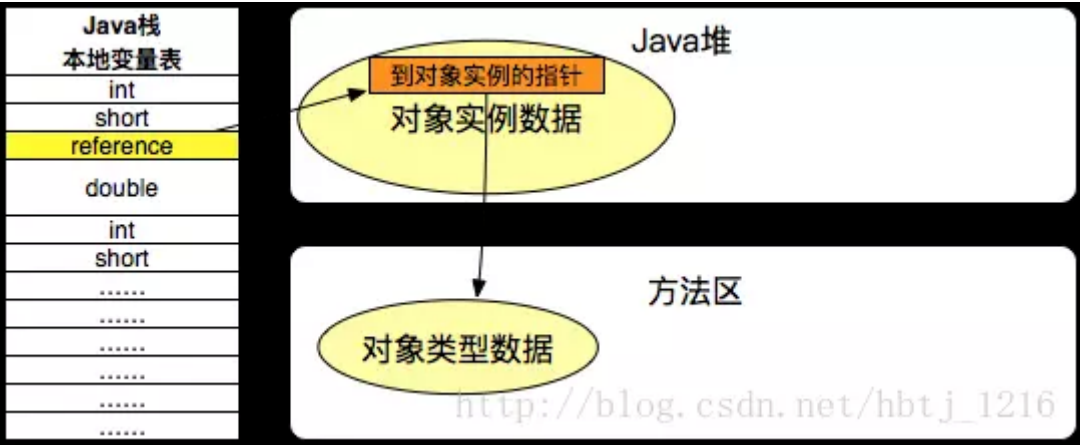 Java栈
本地变量表
int
short
reference
double
int
short
……
……
……
……
……
……
Java堆
到对象实例的指针
对象实例数据
方法区
对象类型数据
http://blog.csdn.net/hbtj_1216